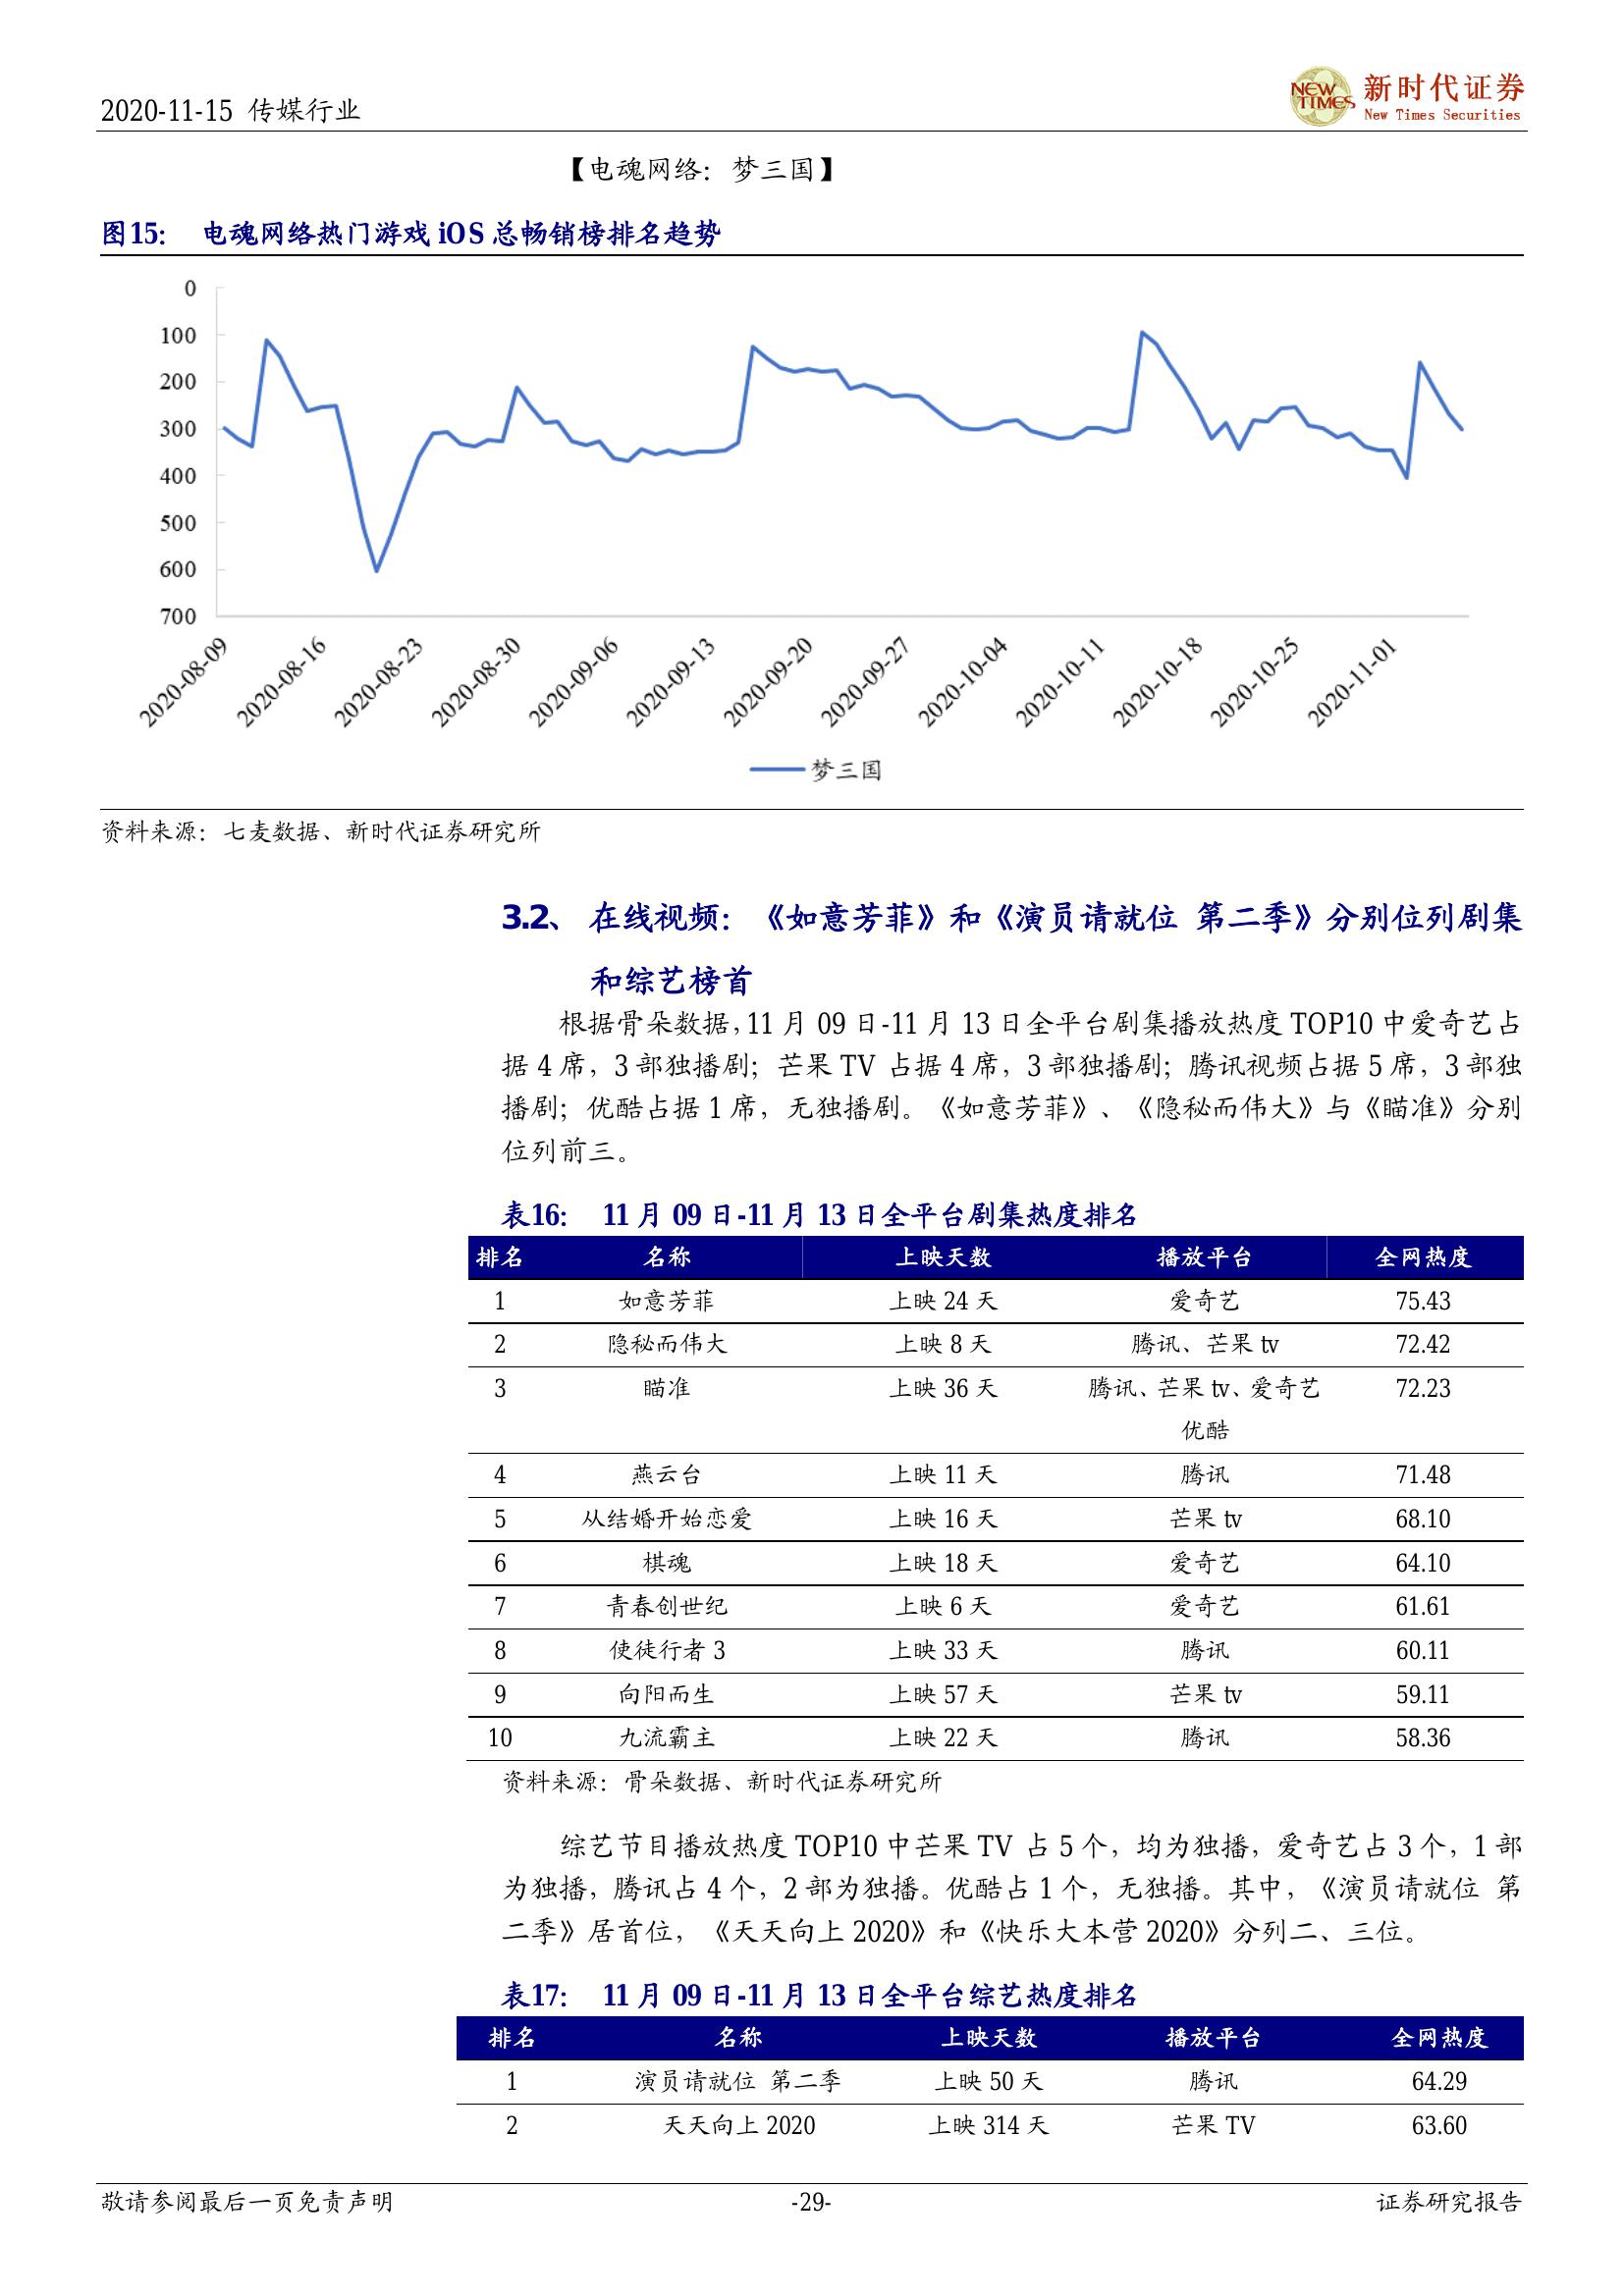 2020-11-15 传媒行业
NEW TIMES
新时代证券
New Times Securities
【电魂网络：梦三国】
图15： 电魂网络热门游戏 iOS 总畅销榜排名趋势
0
100
200
300
400
500
600
700
2020-08-09 2020-08-16 2020-08-23 2020-08-30 2020-09-06 2020-09-13 2020-09-20 2020-09-27 2020-10-04 2020-10-11 2020-10-18 2020-10-25 2020-11-01
梦三国
资料来源：七麦数据、新时代证券研究所
3.2、 在线视频：《如意芳菲》和《演员请就位 第二季》分别位列剧集
和综艺榜首
根据骨朵数据，11 月 09 日-11 月 13 日全平台剧集播放热度 TOP10 中爱奇艺占
据 4 席，3 部独播剧；芒果 TV 占据 4 席，3 部独播剧；腾讯视频占据 5 席，3 部独
播剧；优酷占据 1 席，无独播剧。《如意芳菲》、《隐秘而伟大》与《瞄准》分别
位列前三。
表16： 11 月 09 日-11 月 13 日全平台剧集热度排名
排名 名称 上映天数 播放平台 全网热度
1 如意芳菲 上映 24 天 爱奇艺 75.43
2 隐秘而伟大 上映 8 天 腾讯、芒果 tv 72.42
3 瞄准 上映 36 天 腾讯、芒果 tv、爱奇艺 72.23
优酷
4 燕云台 上映 11 天 腾讯 71.48
5 从结婚开始恋爱 上映 16 天 芒果 tv 68.10
6 棋魂 上映 18 天 爱奇艺 64.10
7 青春创世纪 上映 6 天 爱奇艺 61.61
8 使徒行者 3 上映 33 天 腾讯 60.11
9 向阳而生 上映 57 天 芒果 tv 59.11
10 九流霸主 上映 22 天 腾讯 58.36
资料来源：骨朵数据、新时代证券研究所
综艺节目播放热度 TOP10 中芒果 TV 占 5 个，均为独播，爱奇艺占 3 个，1 部
为独播，腾讯占 4 个，2 部为独播。优酷占 1 个，无独播。其中，《演员请就位 第
二季》居首位，《天天向上 2020》和《快乐大本营 2020》分列二、三位。
表17： 11 月 09 日-11 月 13 日全平台综艺热度排名
排名 名称 上映天数 播放平台 全网热度
1 演员请就位 第二季 上映 50 天 腾讯 64.29
2 天天向上 2020 上映 314 天 芒果 TV 63.60
敬请参阅最后一页免责声明 -29- 证券研究报告